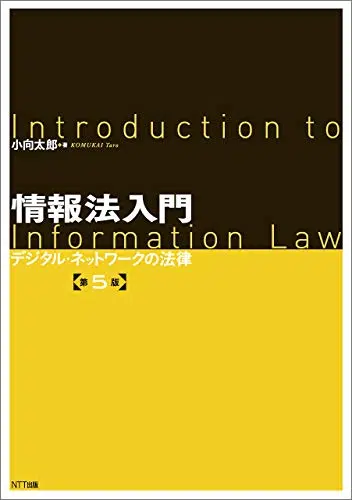 Introduction to
小向太郎●著 KOMUKAI Taro
情報法入門
Information Law
デジタル・ネットワークの法律
【第5版】
NTT出版